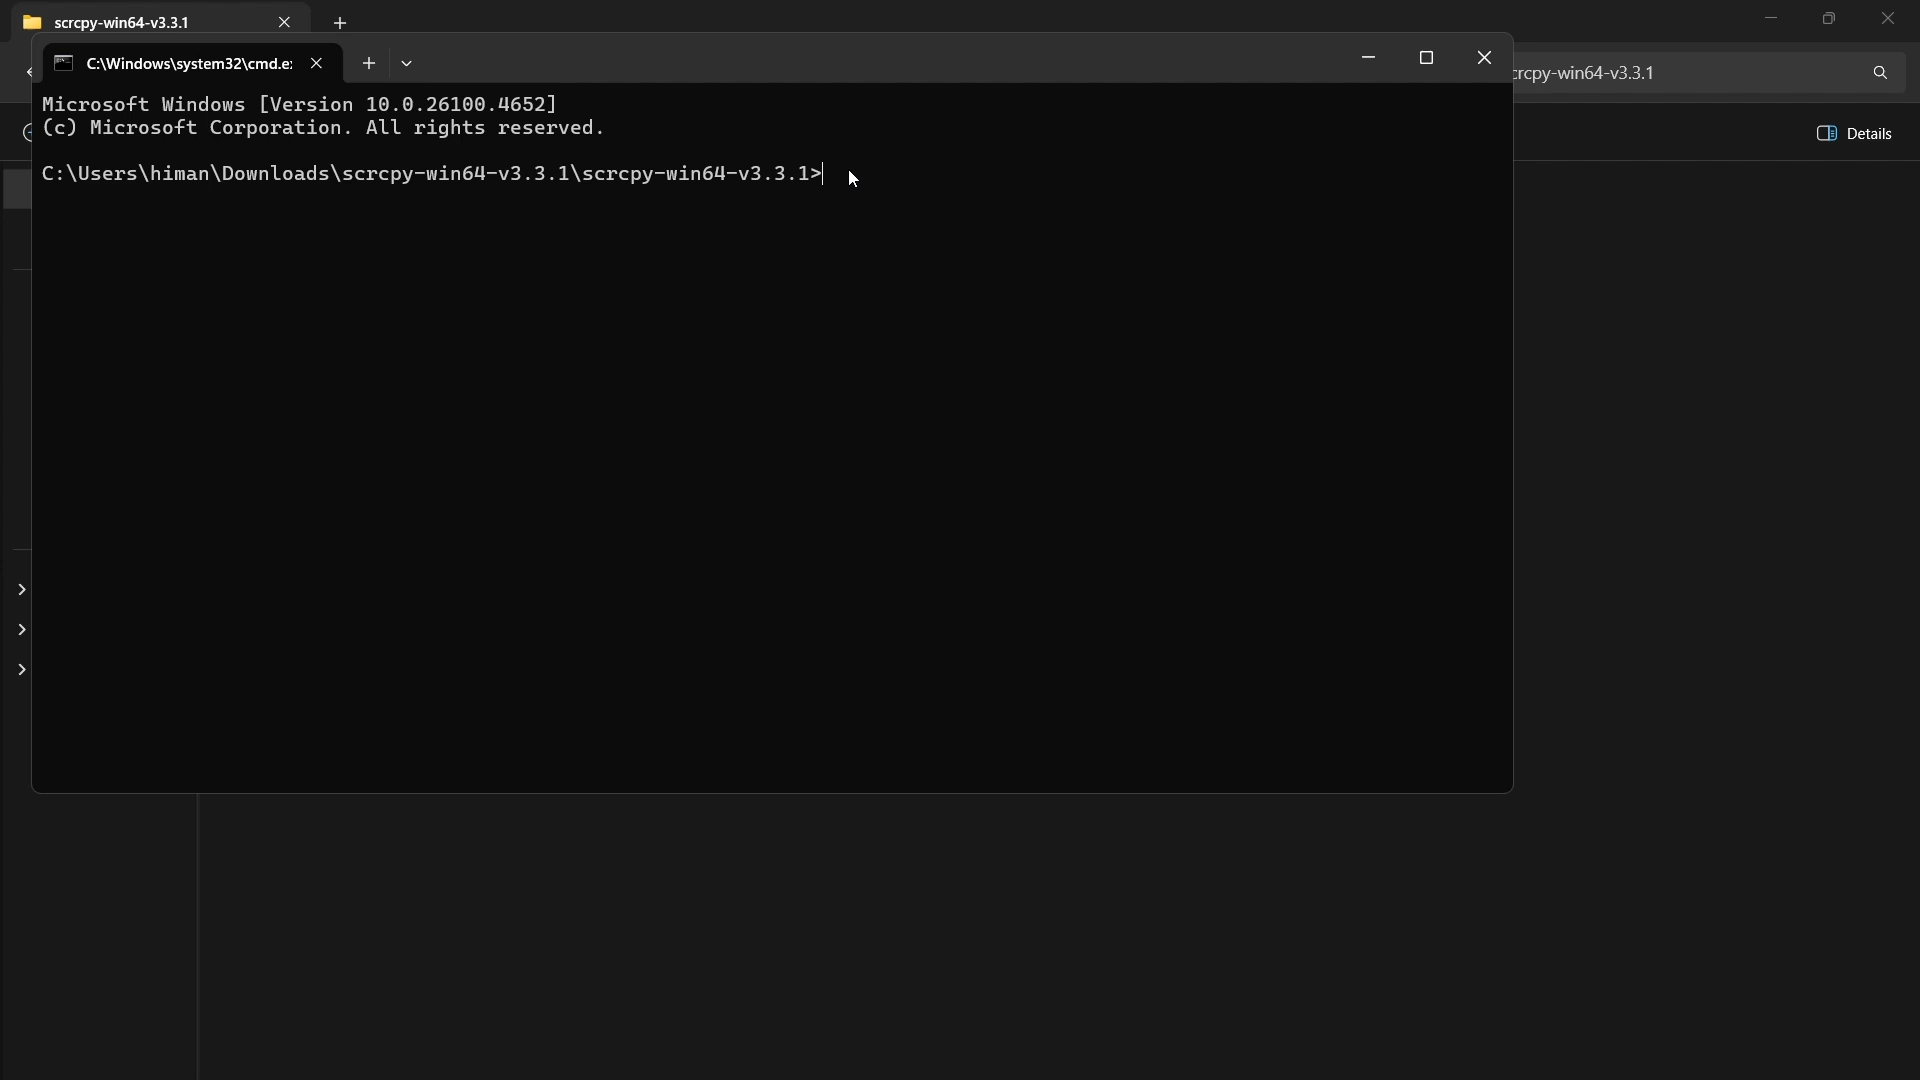 scrcpy-win64-v3.3.1
C:\Windows\system32\cmd.e
crcpy-win64-v3.3.1
Microsoft Windows [Version 10.0.26100.4652]
(c) Microsoft Corporation. All rights reserved.
Details
C:\Users\himan\Downloads\scrcpy-win64-v3.3.1\scrcpy-win64-v3.3.1>